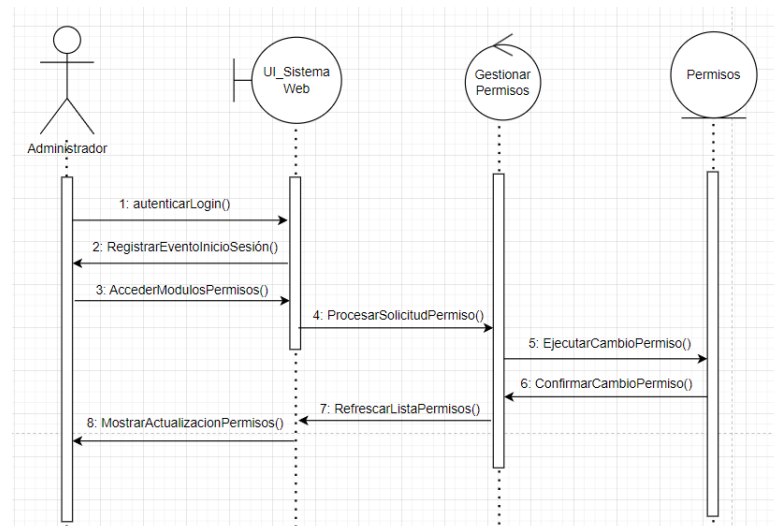 UI_Sistema
Web
Gestionar
Permisos
Permisos
Administrador
1: autenticarLogin()
2: RegistrarEventoInicioSesión()
3: AccederModulosPermisos()
4: ProcesarSolicitudPermiso()
5: EjecutarCambioPermiso()
6: ConfirmarCambioPermiso()
7: RefrescarListaPermisos()
8: MostrarActualizacionPermisos()